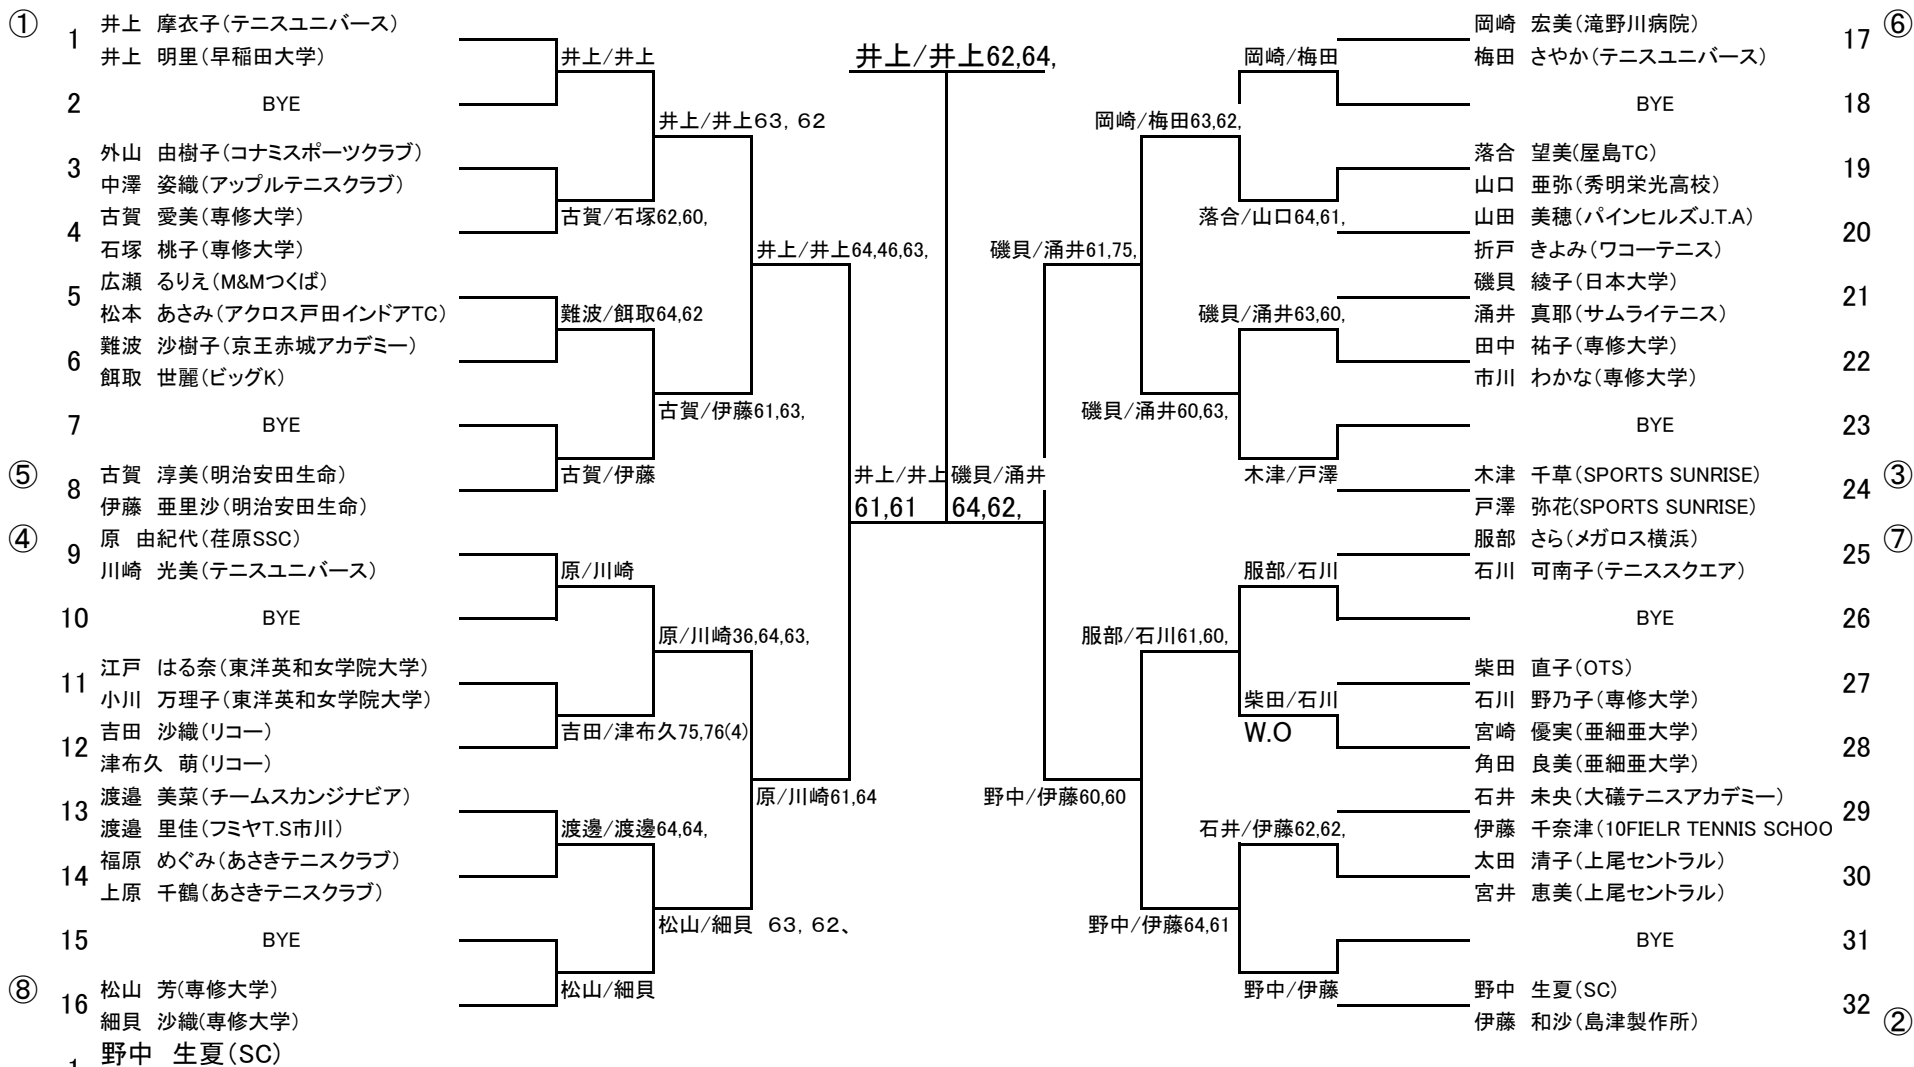 ① 1 井上　摩衣子（テニスユニバース）
井上　明里（早稲田大学）
2 BYE
3 外山　由樹子（コナミスポーツクラブ）
中澤　姿織（アップルテニスクラブ）
4 古賀　愛美（専修大学）
石塚　桃子（専修大学）
5 広瀬　るりえ（M&Mつくば）
松本　あさみ（アクロス戸田インドアTC）
6 難波　沙樹子（京王赤城アカデミー）
餌取　世麗（ビッグK）
7 BYE
⑤ 8 古賀　淳美（明治安田生命）
伊藤　亜里沙（明治安田生命）
④ 9 原　由紀代（荏原SSC）
川崎　光美（テニスユニバース）
10 BYE
11 江戸　はる奈（東洋英和女学院大学）
小川　万理子（東洋英和女学院大学）
12 吉田　沙織（リコー）
津布久　萌（リコー）
13 渡邉　美菜（チームスカンジナビア）
渡邉　里佳（フミヤT.S市川）
14 福原　めぐみ（あさきテニスクラブ）
上原　千鶴（あさきテニスクラブ）
15 BYE
⑧ 16 松山　芳(専修大学）
細貝　沙織(専修大学）
野中　生夏（SC）
井上/井上
古賀/石塚62,60,
難波/餌取64,62
古賀/伊藤
原/川崎
吉田/津布久75,76(4)
渡邊/渡邊64,64,
松山/細貝
井上/井上６３，６２
古賀/伊藤61,63,
原/川崎36,64,63,
松山/細貝　６３，６２、
井上/井上64,46,63,
原/川崎61,64
井上/井上
61,61
井上/井上62,64,
磯貝/涌井
64,62,
磯貝/涌井61,75,
野中/伊藤60,60
岡崎/梅田63,62,
磯貝/涌井60,63,
服部/石川61,60,
野中/伊藤64,61
岡崎/梅田
落合/山口64,61,
磯貝/涌井63,60,
木津/戸澤
服部/石川
柴田/石川
W.O
石井/伊藤62,62,
野中/伊藤
岡崎　宏美（滝野川病院） 17 ⑥
梅田　さやか（テニスユニバース）
BYE 18
落合　望美(屋島TC） 19
山口　亜弥（秀明栄光高校）
山田　美穂（パインヒルズJ.T.A） 20
折戸　きよみ（ワコーテニス）
磯貝　綾子（日本大学） 21
涌井　真耶（サムライテニス）
田中　祐子（専修大学） 22
市川　わかな（専修大学）
BYE 23
木津　千草（SPORTS SUNRISE） 24 ③
戸澤　弥花(SPORTS SUNRISE）
服部　さら（メガロス横浜） 25 ⑦
石川　可南子（テニススクエア）
BYE 26
柴田　直子（OTS） 27
石川　野乃子（専修大学）
宮崎　優実（亜細亜大学） 28
角田　良美（亜細亜大学）
石井　未央（大礒テニスアカデミー） 29
伊藤　千奈津（10FIELR TENNIS SCHOO
太田　清子（上尾セントラル） 30
宮井　恵美（上尾セントラル）
BYE 31
野中　生夏（SC） 32
伊藤　和沙（島津製作所） ②